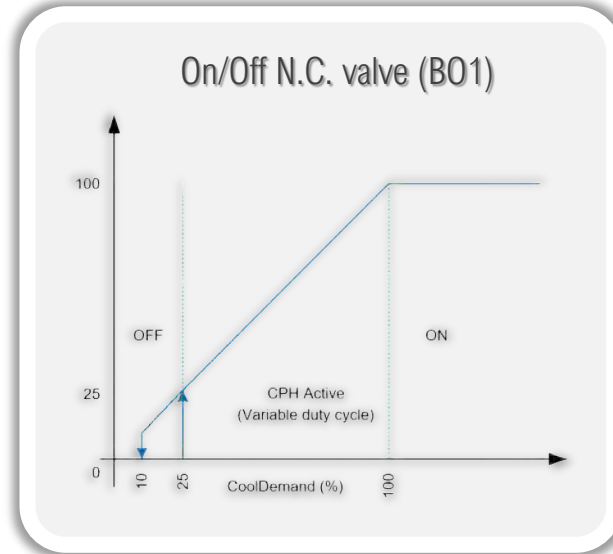 On/Off N.C. valve (BO1)
100
OFF
ON
25
CPH Active
(Variable duty cycle)
0
10
25
CoolDemand (%)
100